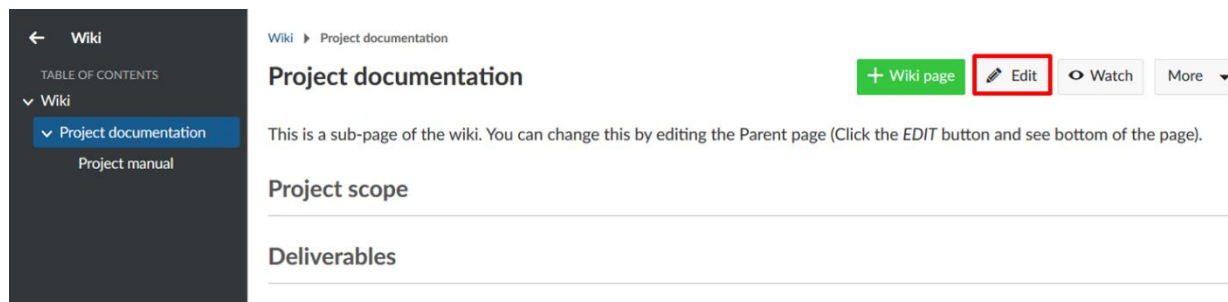 Wiki
TABLE OF CONTENTS
Wiki
Project documentation
Project manual
Wiki Project documentation
Project documentation
+ Wiki page Edit Watch More
This is a sub-page of the wiki. You can change this by editing the Parent page (Click the EDIT button and see bottom of the page).
Project scope
Deliverables